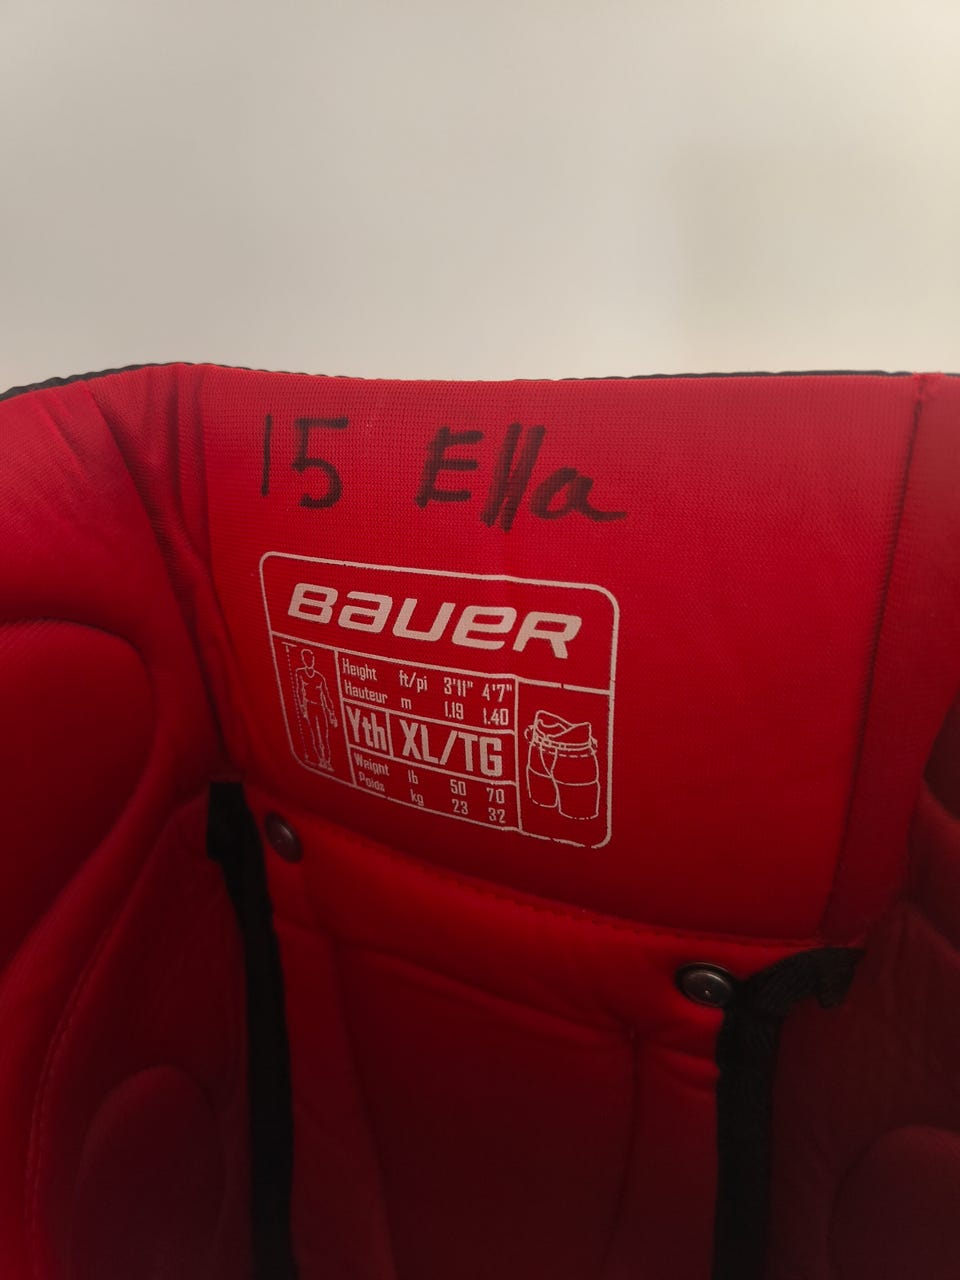 15 Ella
BAUER
Height ft/pi 3'11" 4'7"
Hauteur m 1.19 1.40
Yth XL/TG
Weight lb 50 70
Poids kg 23 32